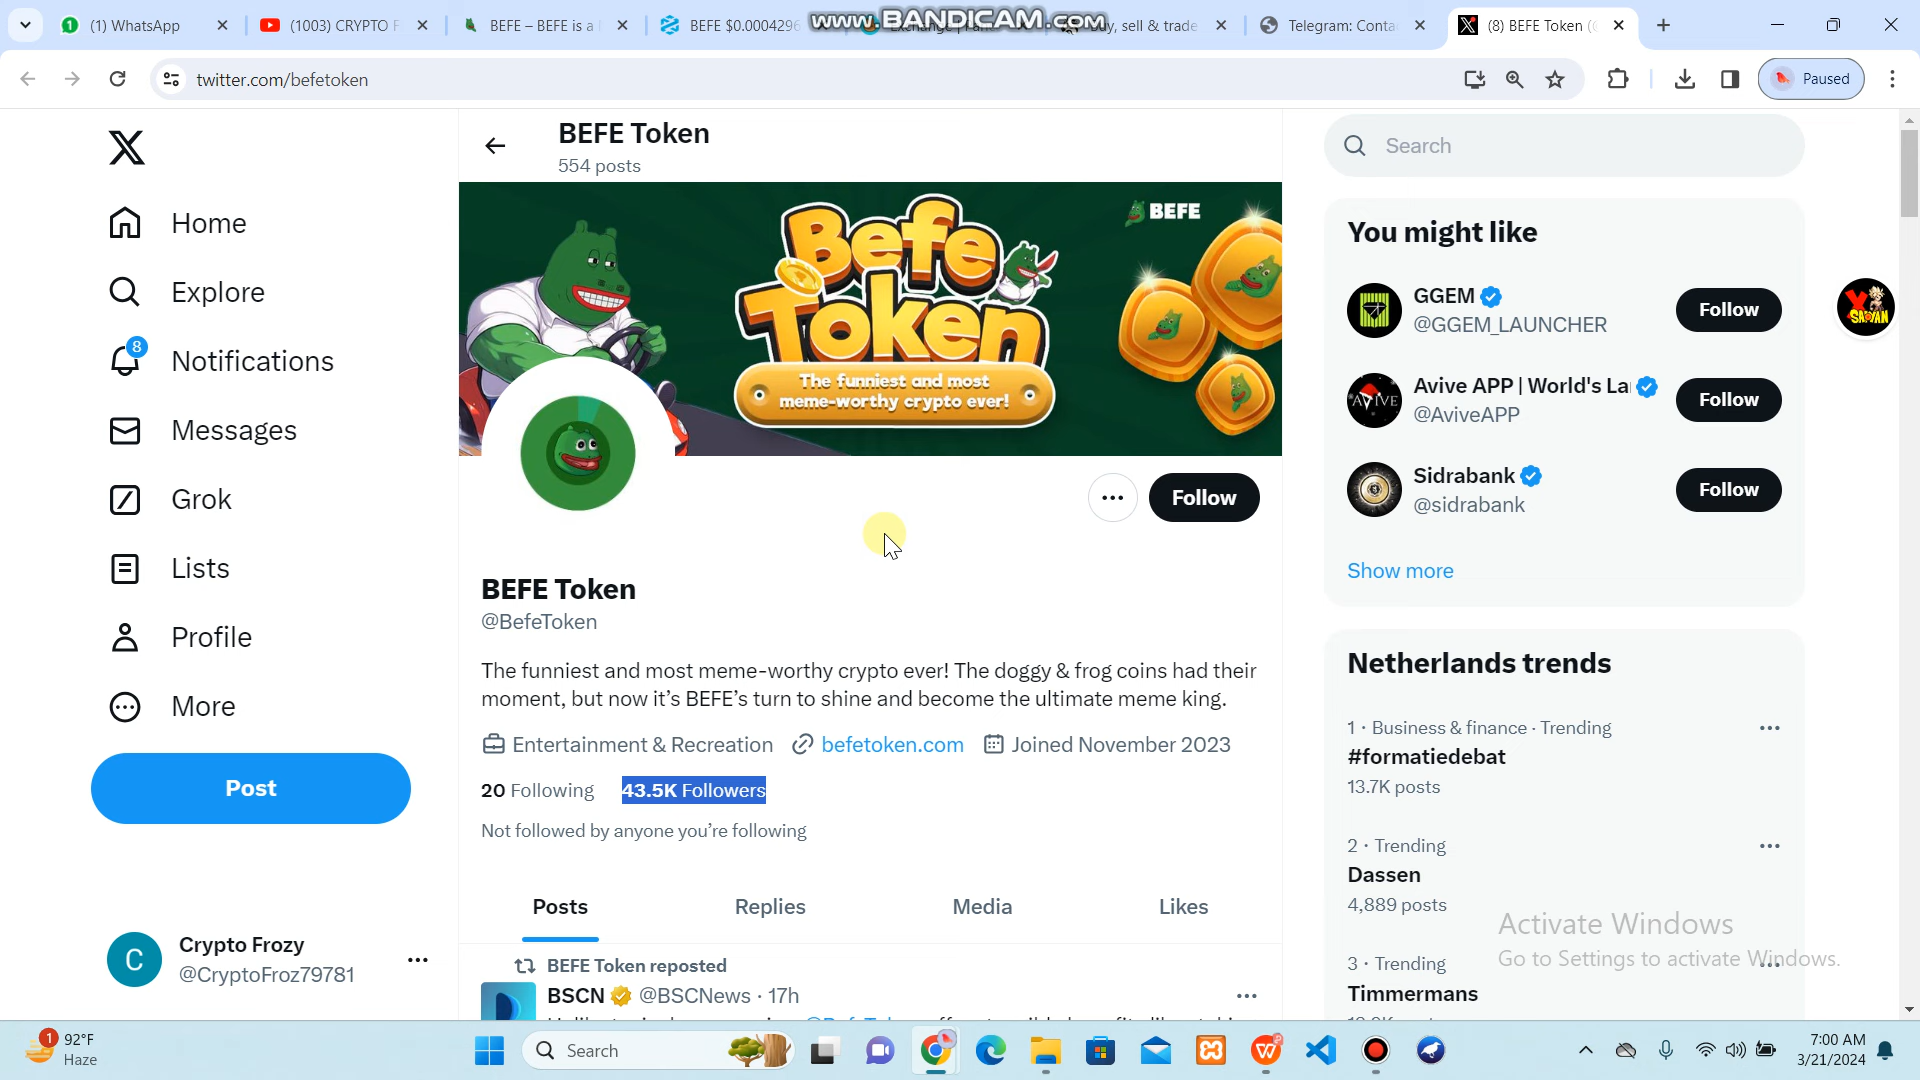 (1) WhatsApp
(1003) CRYPTO F
BEFE – BEFE is a
BEFE $0.0004296
www.BANDICAM.com
Exchange | Pan
Buy, sell & trade
Telegram: Conta
(8) BEFE Token (
twitter.com/befetoken
Paused
BEFE Token
554 posts
Search
Home
Explore
8
Notifications
Messages
Grok
Lists
Profile
More
Post
Crypto Frozy
@CryptoFroz79781
BEFE
Befe
Token
The funniest and most
meme-worthy crypto ever!
Follow
BEFE Token
@BefeToken
The funniest and most meme-worthy crypto ever! The doggy & frog coins had their
moment, but now it’s BEFE’s turn to shine and become the ultimate meme king.
Entertainment & Recreation befetoken.com Joined November 2023
20 Following 43.5K Followers
Not followed by anyone you’re following
Posts Replies Media Likes
BEFE Token reposted
BSCN @BSCNews · 17h
You might like
GGEM
@GGEM_LAUNCHER
Follow
Avive APP | World's La
@AviveAPP
Follow
Sidrabank
@sidrabank
Follow
Show more
Netherlands trends
1 · Business & finance · Trending
#formatiedebat
13.7K posts
2 · Trending
Dassen
4,889 posts
3 · Trending
Timmermans
Activate Windows
Go to Settings to activate Windows.
1
92°F
Haze
Search
7:00 AM
3/21/2024